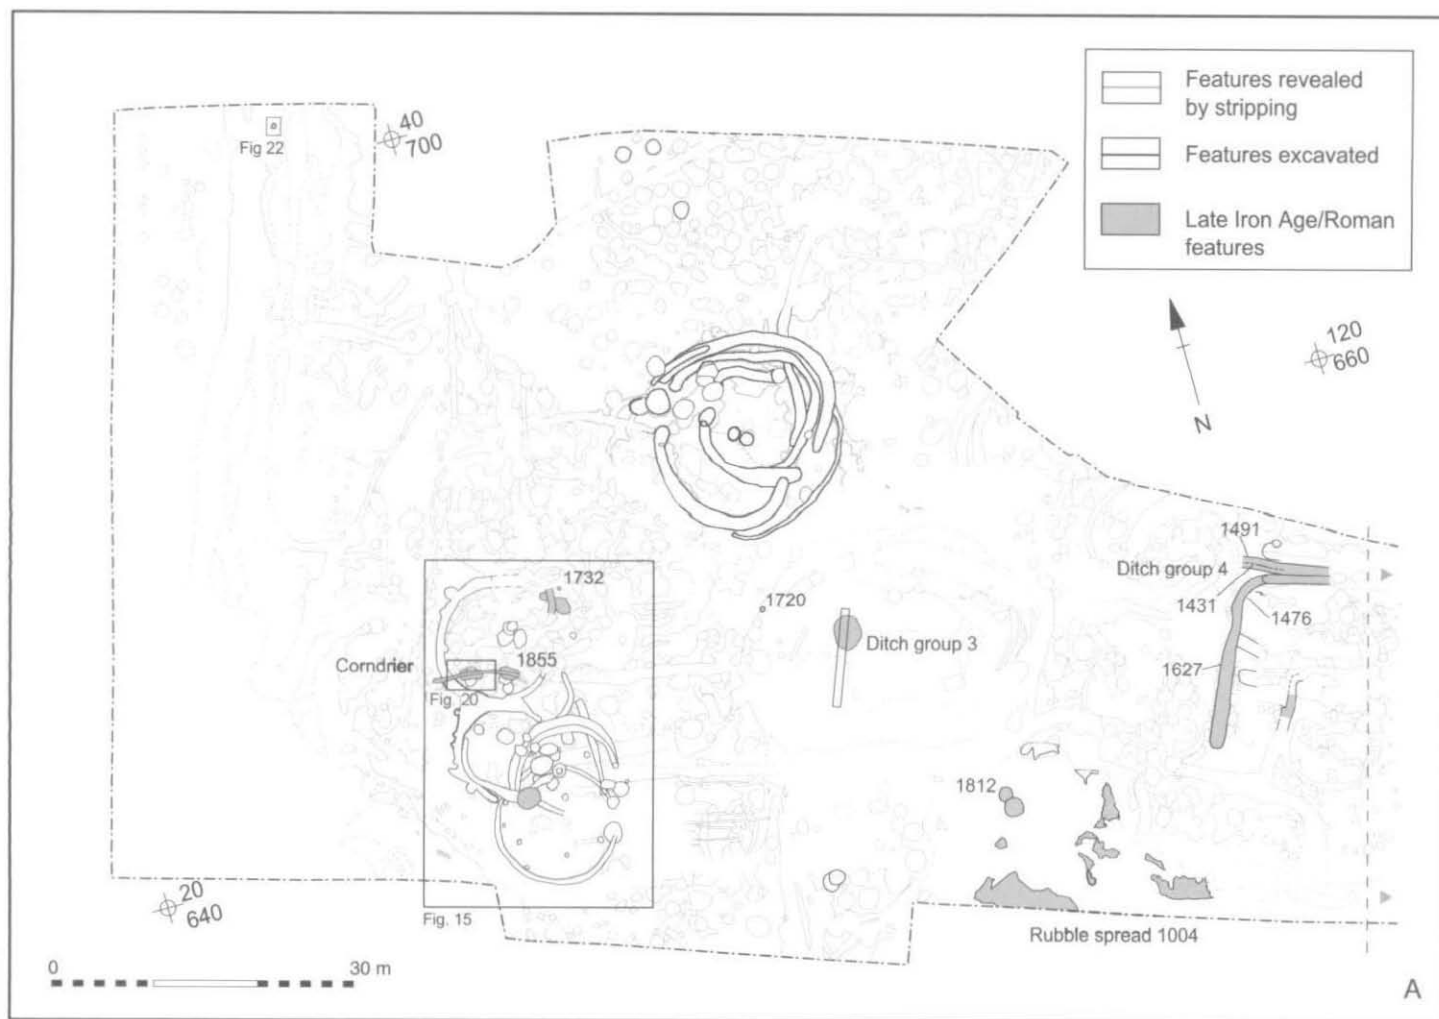 Features revealed
by stripping
Features excavated
Late Iron Age/Roman
features
Fig 22
40
700
120
660
N
1491
Ditch group 4
1431
1476
1627
1732
1720
Ditch group 3
Corndrier
1855
Fig. 20
1812
20
640
Fig. 15
Rubble spread 1004
0
30 m
A